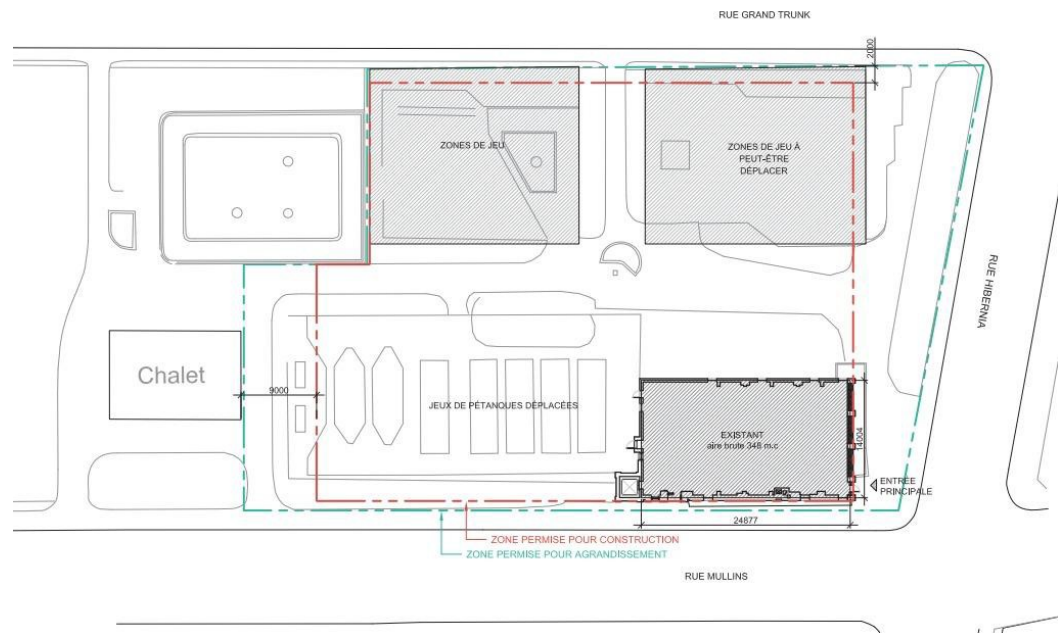 RUE GRAND TRUNK
2000
ZONES DE JEU
ZONES DE JEU À
PEUT-ÊTRE
DÉPLACER
RUE HIBERNIA
Chalet
9000
JEUX DE PÉTANQUES DÉPLACÉES
EXISTANT
aire brute 348 m.c
14004
ENTRÉE
PRINCIPALE
24877
ZONE PERMISE POUR CONSTRUCTION
ZONE PERMISE POUR AGRANDISSEMENT
RUE MULLINS